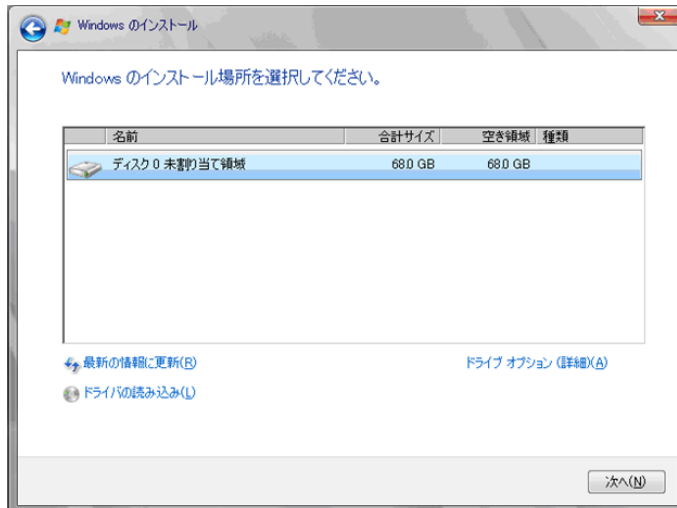 Windows のインストール
Windows のインストール場所を選択してください。
名前 合計サイズ 空き領域 種類
ディスク 0 未割り当て領域 68.0 GB 68.0 GB
最新の情報に更新(R) ドライブ オプション (詳細)(A)
ドライバの読み込み(L)
次へ(N)